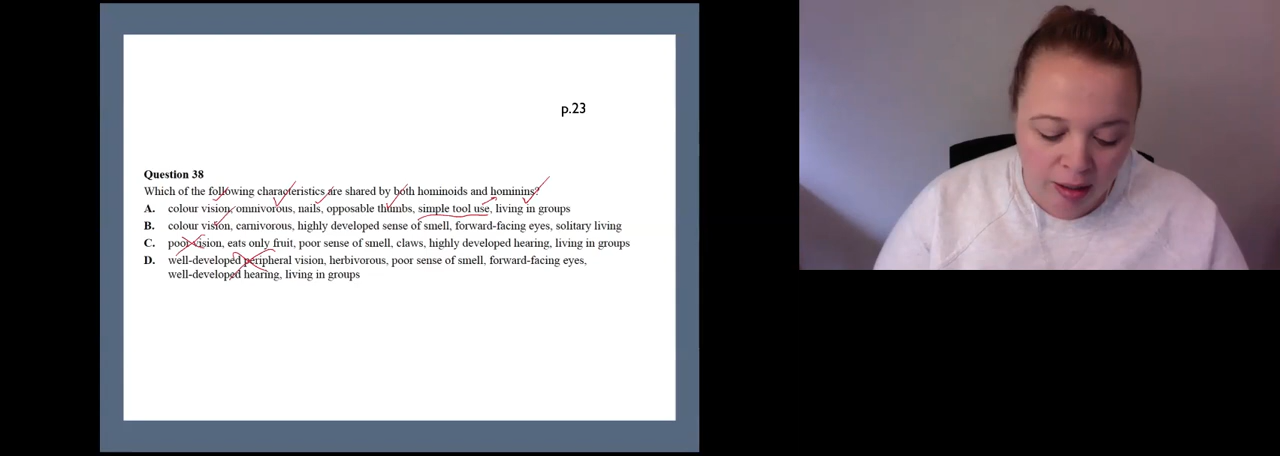 p.23
Question 38
Which of the following characteristics are shared by both hominoids and hominins?
A. colour vision, omnivorous, nails, opposable thumbs, simple tool use, living in groups
B. colour vision, carnivorous, highly developed sense of smell, forward-facing eyes, solitary living
C. poor vision, eats only fruit, poor sense of smell, claws, highly developed hearing, living in groups
D. well-developed peripheral vision, herbivorous, poor sense of smell, forward-facing eyes,
well-developed hearing, living in groups